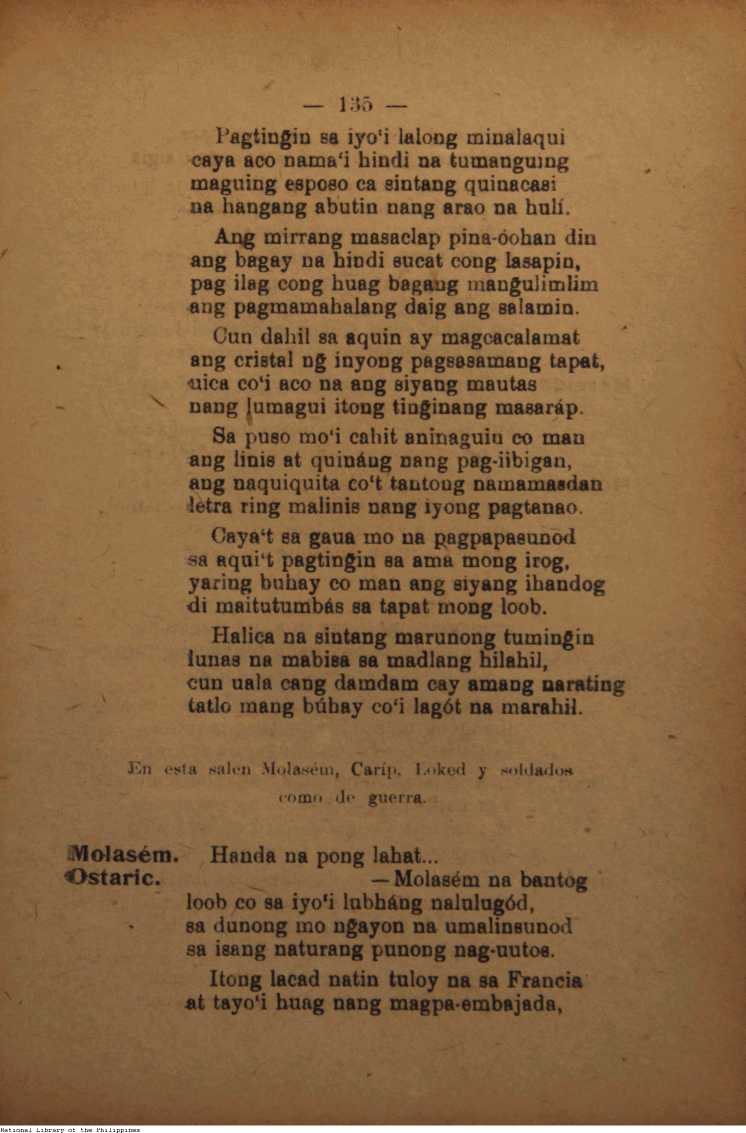 — 135 —
Pagtingin sa iyo‘i lalong minalaqui
caya aco nama‘i hindi na tumanguing
maguing esposo ca sintang quinacasi
na hangang abutin nang arao na hulí.
Ang mirrang masaclap pina-óohan din
ang bagay na hindi sucat cong lasapin,
pag ilag cong huag bagang mangulimlim
ang pagmamahalang daig ang salamin.
Cun dahil sa aquin ay magcacalamat
ang cristal ng̃ inyong pagsasamang tapat,
uica co‘i aco na ang siyang mautas
nang lumagui itong ting̃inang masaráp.
Sa puso mo‘i cahit aninaguin co man
ang linis at quináng nang pag-iibigan,
ang naquiquita co‘t tantong namamasdan
letra ring malinis nang iyong pagtanao.
Caya‘t sa gaua mo na pagpapasunod
sa aqui‘t pagting̃in sa ama mong irog,
yaring buhay co man ang siyang ihandog
di maitutumbás sa tapat mong loob.
Halica na sintang marunong tuming̃in
lunas na mabisa sa madlang hilahil,
cun uala cang damdam cay amang narating
tatlo mang búhay co‘i lagót na marahil.
En esta salen Molasém, Caríp, Loked y soldados
como de guerra.
Molasém. Handa na pong lahat...
Ostaric. —Molasém na bantog
loob co sa iyo‘i lubháng nalulugód,
sa dunong mo ng̃ayon na umalinsunod
sa isang naturang punong nag-uutos.
Itong lacad natin tuloy na sa Francia
at tayo‘i huag nang magpa-embajada,
National Library of the Philippines